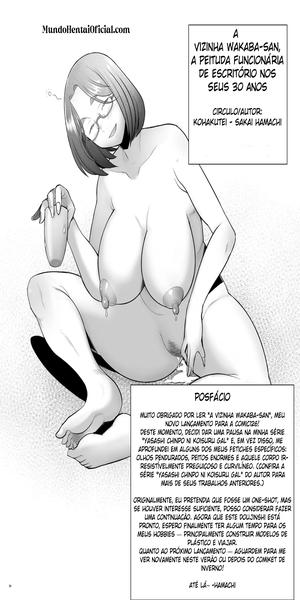 MundoHentaiOficial.com
A
VIZINHA WAKABA-SAN,
A PEITUDA FUNCIONÁRIA
DE ESCRITÓRIO NOS
SEUS 30 ANOS
CIRCULO/AUTOR:
KOHAKUTEI - SAKAI HAMACHI
POSFÁCIO
MUITO OBRIGADO POR LER "A VIZINHA WAKABA-SAN", MEU
NOVO LANÇAMENTO PARA A COMIC1!!
DESTE MOMENTO, DECIDI DAR UMA PAUSA NA MINHA SÉRIE
"YASASHI CHINPO NI KOISURU GAL" E, EM VEZ DISSO, ME
APROFUNDEI EM ALGUNS DOS MEUS FETICHES ESPECÍFICOS:
PENDURADOS, PEITOS ENORMES E AQUELE CORPO IR-
RESISTIVELMENTE PREGUIÇOSO E CURVILÍNEO. (CONFIRA A
SÉRIE "YASASHI CHINPO NI KOISURU GAL" DO AUTOR PARA
MAIS DE SEUS TRABALHOS ANTERIORES.)
ORIGINALMENTE, EU PRETENDIA QUE FOSSE UM ONE-SHOT, MAS
SE HOUVER INTERESSE SUFICIENTE, POSSO CONSIDERAR FAZER
UMA CONTINUAÇÃO. AGORA QUE ESTE DOUJINSHI ESTÁ
PRONTO, ESPERO FINALMENTE TER ALGUM TEMPO PARA OS
MEUS HOBBIES — PRINCIPALMENTE CONSTRUIR MODELOS DE
PLÁSTICO E VIAJAR.
QUANTO AO PRÓXIMO LANÇAMENTO — AGUARDEM PARA ME
VER NOVAMENTE NESTE VERÃO OU DEPOIS DO COMIKET DE
INVERNO!
ATÉ LÁ~ -HAMACHI